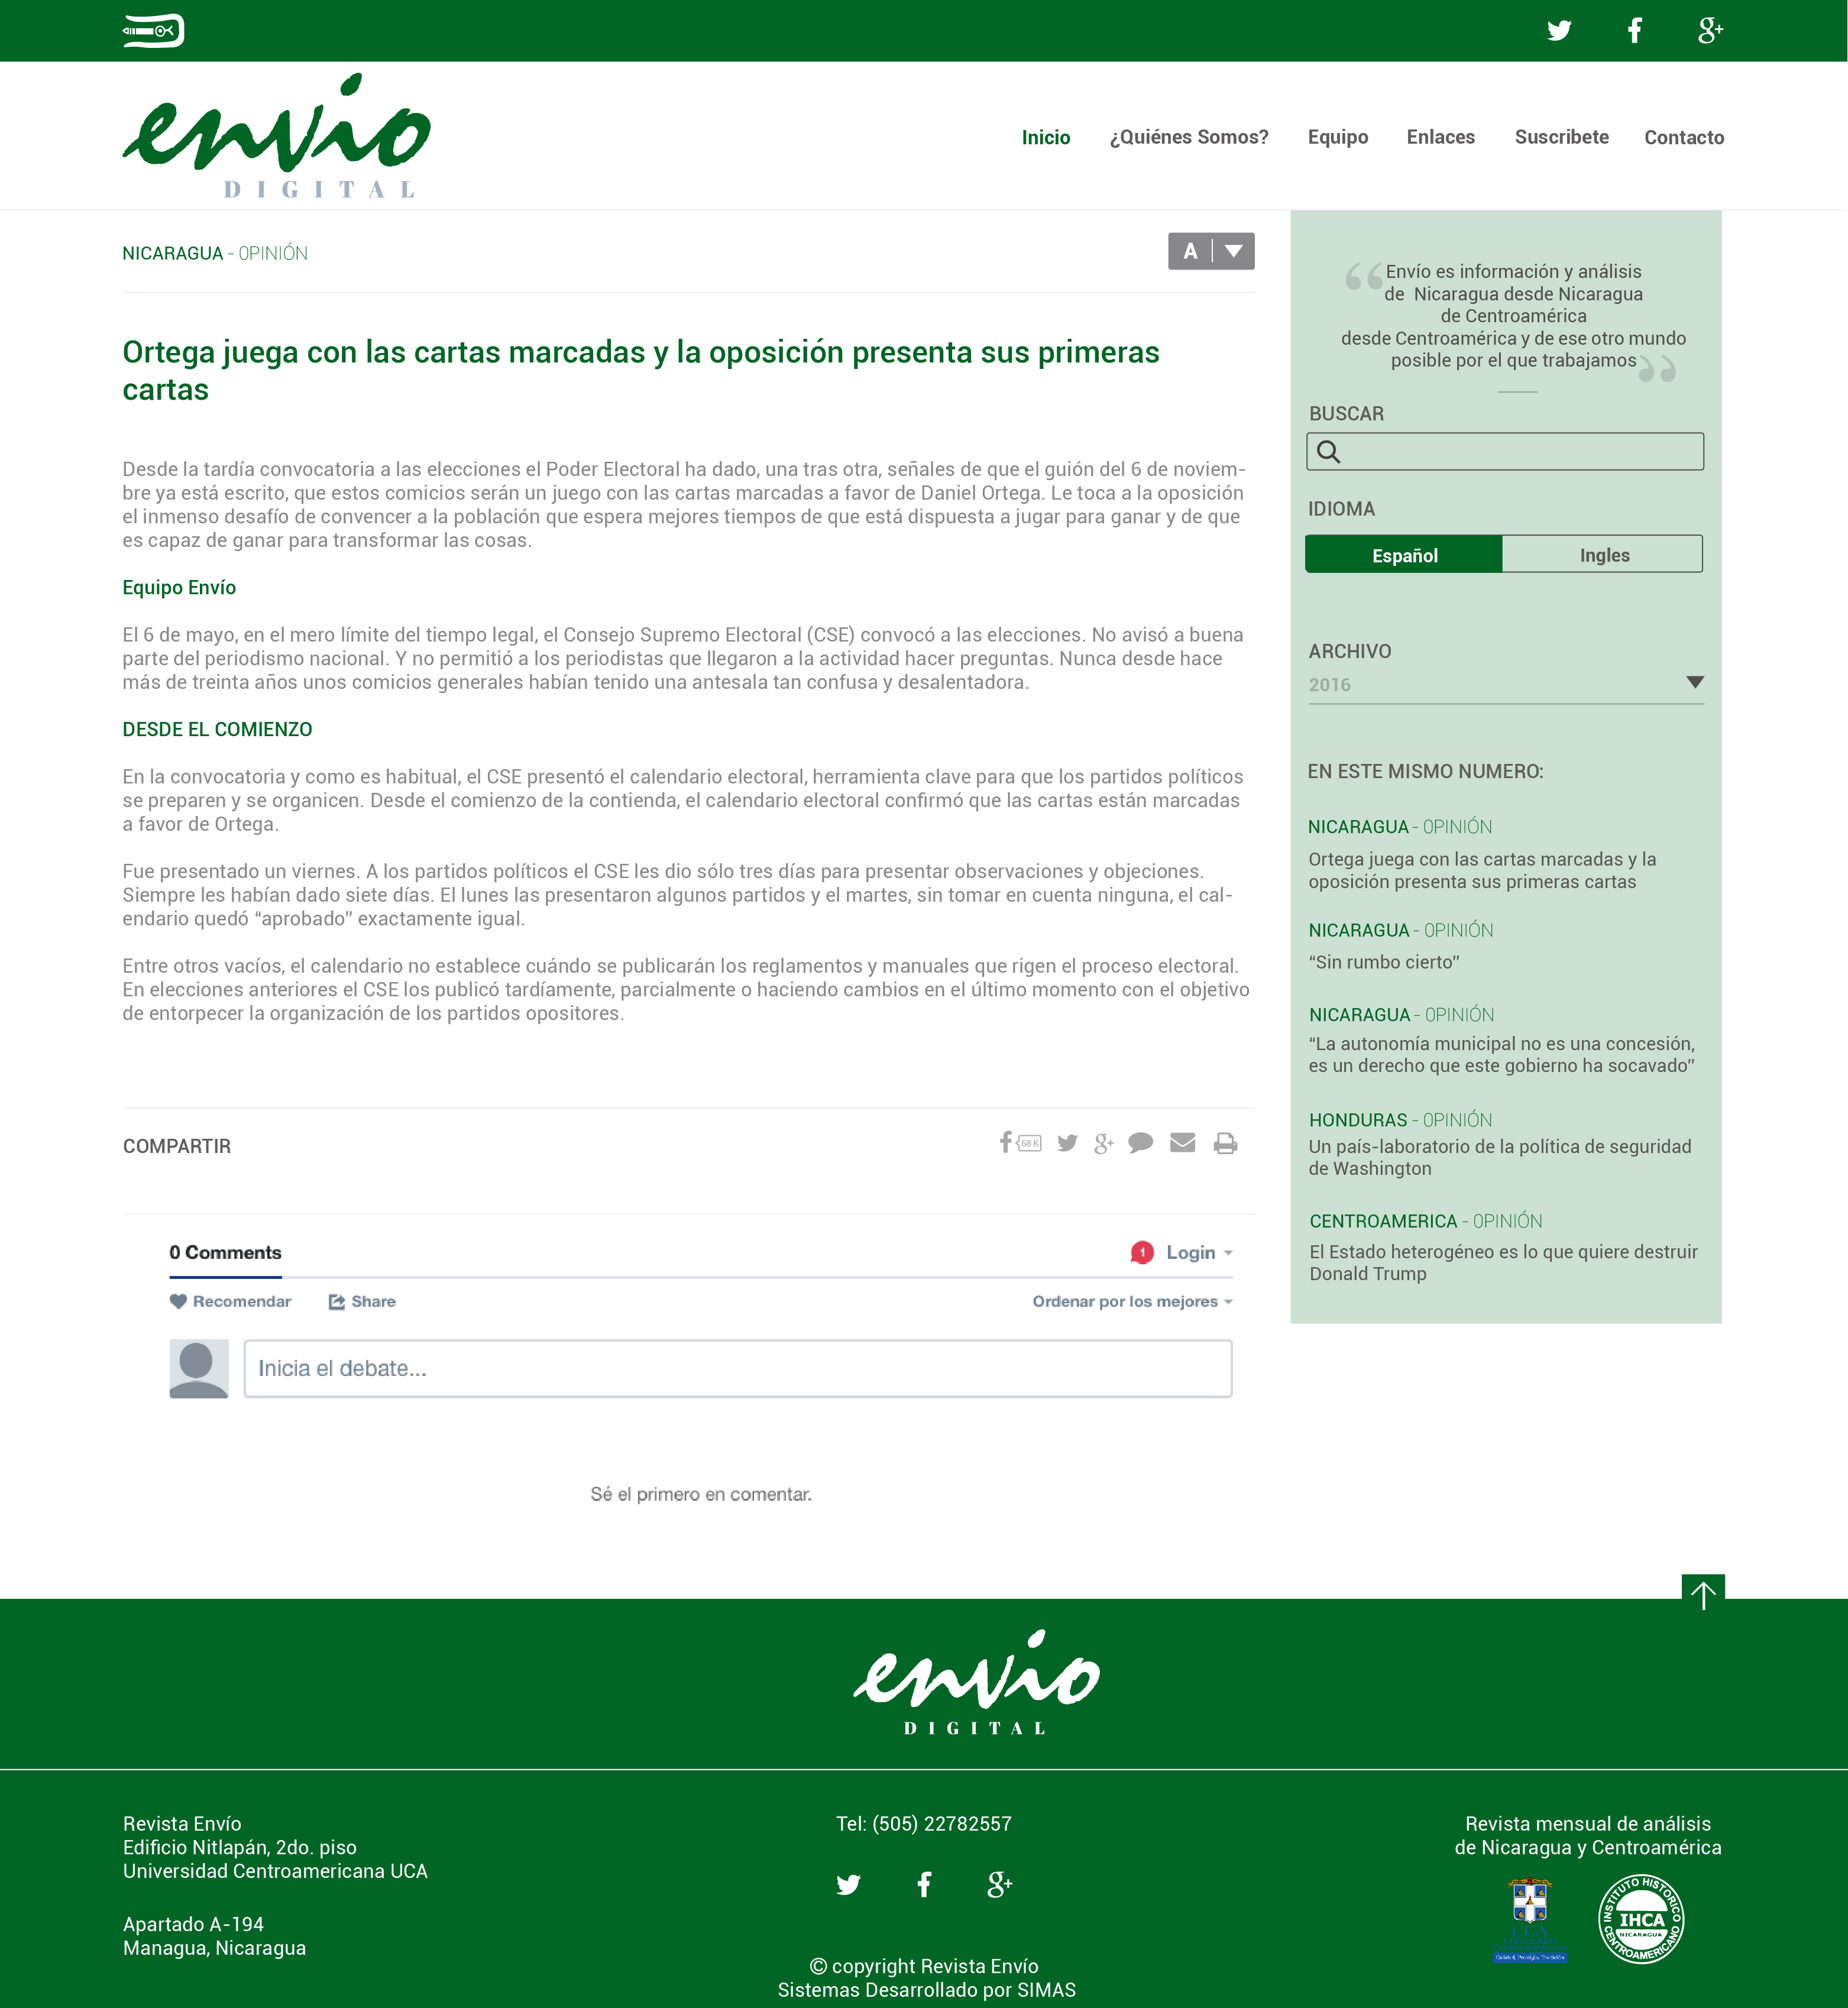 envío
DIGITAL
Inicio ¿Quiénes Somos? Equipo Enlaces Suscribete Contacto
NICARAGUA - OPINIÓN
A
Ortega juega con las cartas marcadas y la oposición presenta sus primeras
cartas
Desde la tardía convocatoria a las elecciones el Poder Electoral ha dado, una tras otra, señales de que el guión del 6 de noviem-
bre ya está escrito, que estos comicios serán un juego con las cartas marcadas a favor de Daniel Ortega. Le toca a la oposición
el inmenso desafío de convencer a la población que espera mejores tiempos de que está dispuesta a jugar para ganar y de que
es capaz de ganar para transformar las cosas.
Equipo Envío
El 6 de mayo, en el mero límite del tiempo legal, el Consejo Supremo Electoral (CSE) convocó a las elecciones. No avisó a buena
parte del periodismo nacional. Y no permitió a los periodistas que llegaron a la actividad hacer preguntas. Nunca desde hace
más de treinta años unos comicios generales habían tenido una antesala tan confusa y desalentadora.
DESDE EL COMIENZO
En la convocatoria y como es habitual, el CSE presentó el calendario electoral, herramienta clave para que los partidos políticos
se preparen y se organicen. Desde el comienzo de la contienda, el calendario electoral confirmó que las cartas están marcadas
a favor de Ortega.
Fue presentado un viernes. A los partidos políticos el CSE les dio sólo tres días para presentar observaciones y objeciones.
Siempre les habían dado siete días. El lunes las presentaron algunos partidos y el martes, sin tomar en cuenta ninguna, el cal-
endario quedó “aprobado” exactamente igual.
Entre otros vacíos, el calendario no establece cuándo se publicarán los reglamentos y manuales que rigen el proceso electoral.
En elecciones anteriores el CSE los publicó tardíamente, parcialmente o haciendo cambios en el último momento con el objetivo
de entorpecer la organización de los partidos opositores.
COMPARTIR
68 K
0 Comments
1 Login
Recomendar Share
Ordenar por los mejores
Inicia el debate...
Sé el primero en comentar.
“Envío es información y análisis
de Nicaragua desde Nicaragua
de Centroamérica
desde Centroamérica y de ese otro mundo
posible por el que trabajamos”
BUSCAR
IDIOMA
Español Ingles
ARCHIVO
2016
EN ESTE MISMO NUMERO:
NICARAGUA - OPINIÓN
Ortega juega con las cartas marcadas y la
oposición presenta sus primeras cartas
NICARAGUA - OPINIÓN
“Sin rumbo cierto”
NICARAGUA - OPINIÓN
“La autonomía municipal no es una concesión,
es un derecho que este gobierno ha socavado”
HONDURAS - OPINIÓN
Un país-laboratorio de la política de seguridad
de Washington
CENTROAMERICA - OPINIÓN
El Estado heterogéneo es lo que quiere destruir
Donald Trump
envío
DIGITAL
Revista Envío
Edificio Nitlapán, 2do. piso
Universidad Centroamericana UCA
Apartado A-194
Managua, Nicaragua
Tel: (505) 22782557
© copyright Revista Envío
Sistemas Desarrollado por SIMAS
Revista mensual de análisis
de Nicaragua y Centroamérica
UCA
INSTITUTO HISTORICO
IHCA
NICARAGUA
CENTROAMERICANO